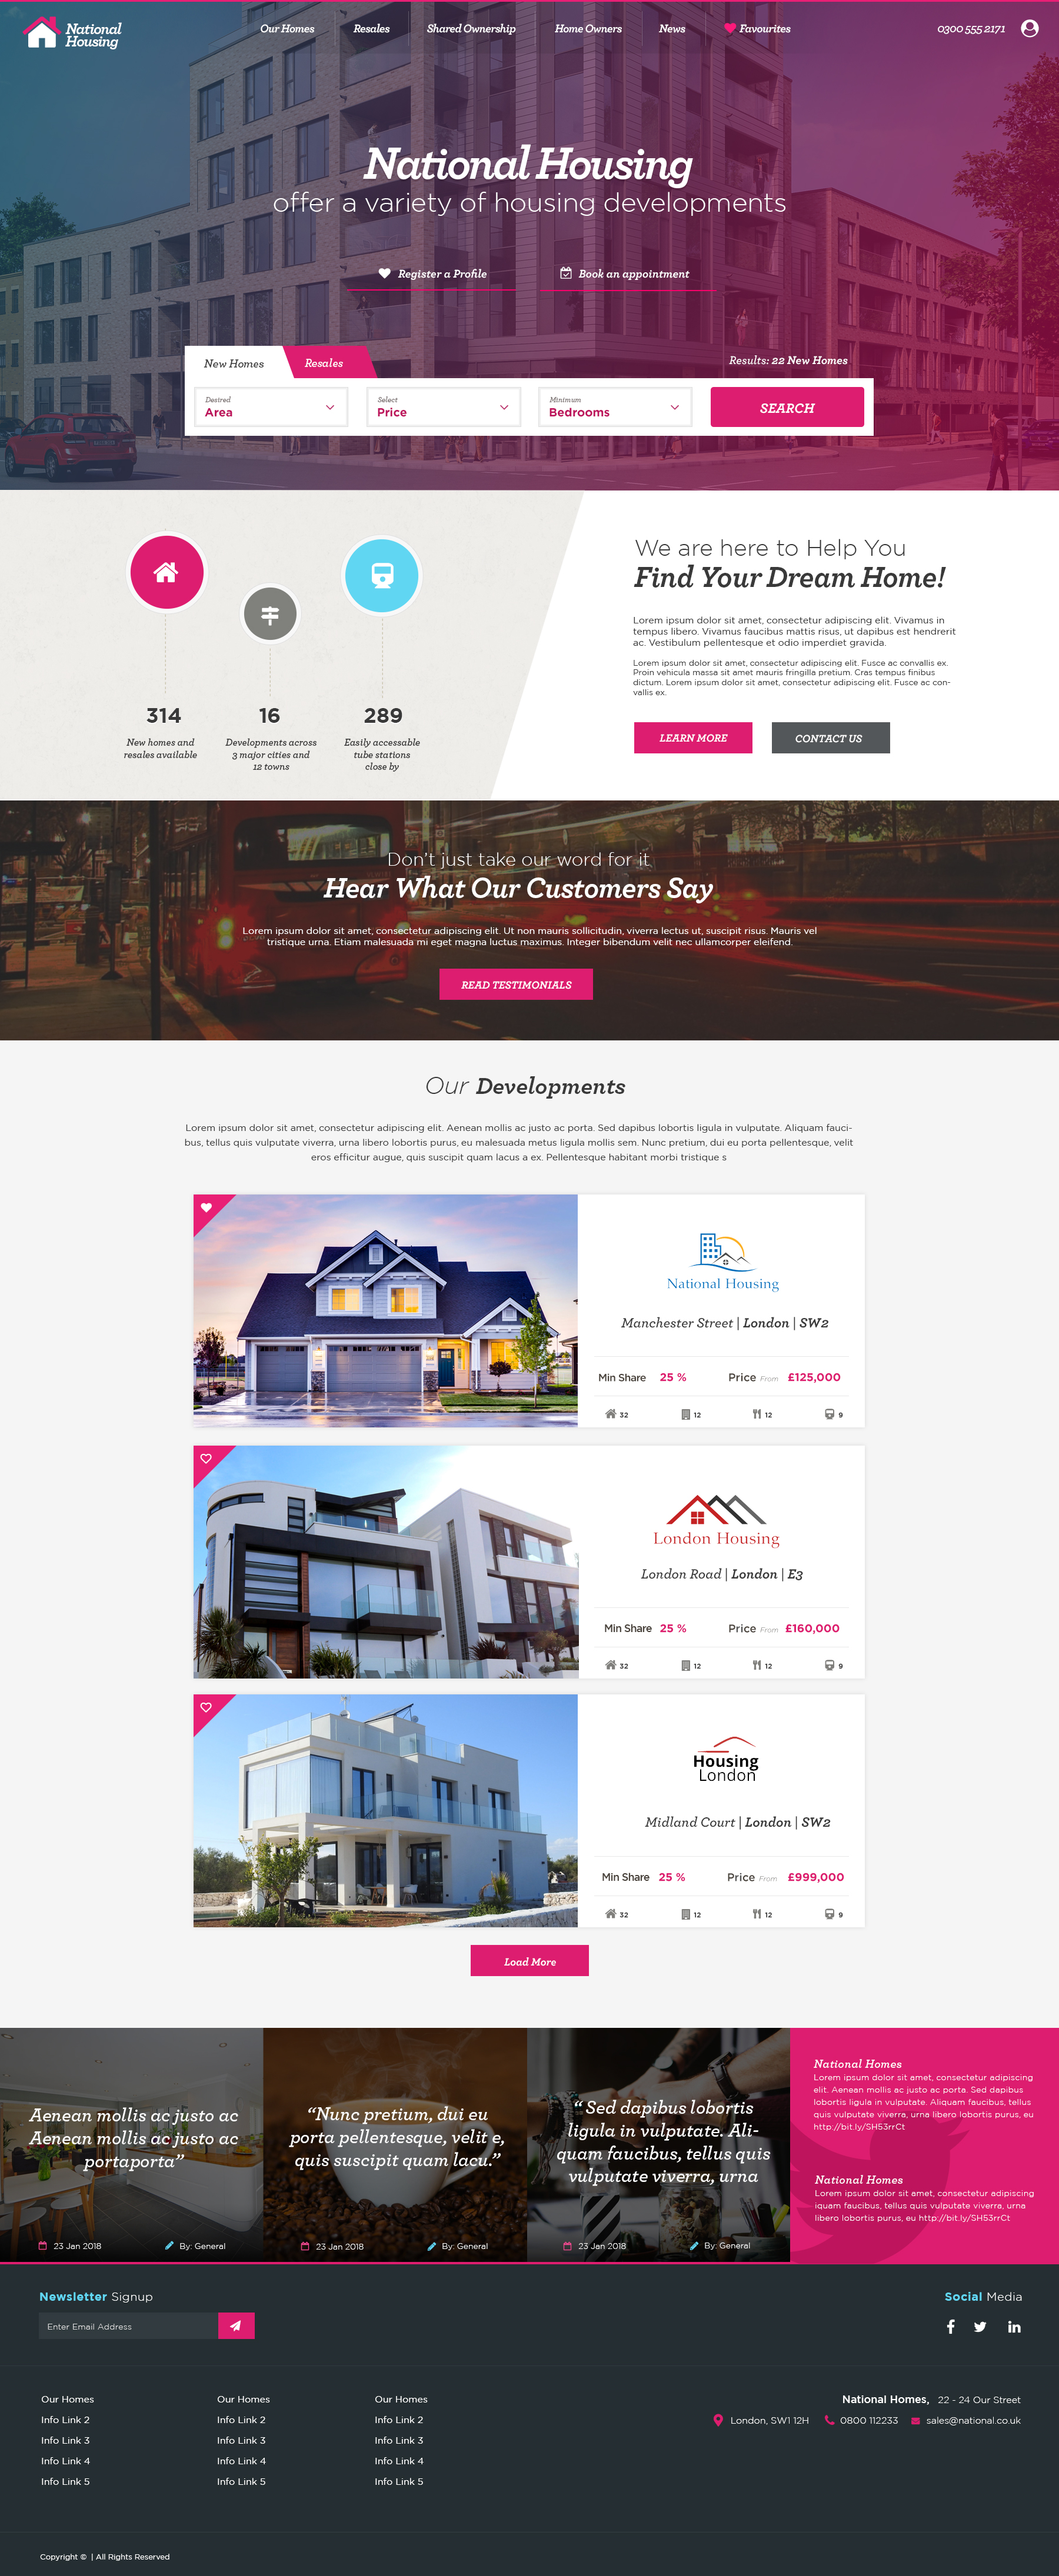 National
Housing
Our Homes
Resales
Shared Ownership
Home Owners
News
Favourites
0300 555 2171
National Housing
offer a variety of housing developments
Register a Profile
Book an appointment
New Homes
Resales
Results: 22 New Homes
Desired
Area
Select
Price
Minimum
Bedrooms
SEARCH
314
New homes and
resales available
16
Developments across
3 major cities and
12 towns
289
Easily accessable
tube stations
close by
We are here to Help You
Find Your Dream Home!
Lorem ipsum dolor sit amet, consectetur adipiscing elit. Vivamus in
tempus libero. Vivamus faucibus mattis risus, ut dapibus est hendrerit
ac. Vestibulum pellentesque et odio imperdiet gravida.
Lorem ipsum dolor sit amet, consectetur adipiscing elit. Fusce ac convallis ex.
Proin vehicula massa sit amet mauris fringilla pretium. Cras tempus finibus
dictum. Lorem ipsum dolor sit amet, consectetur adipiscing elit. Fusce ac con-
vallis ex.
LEARN MORE
CONTACT US
Don't just take our word for it
Hear What Our Customers Say
Lorem ipsum dolor sit amet, consectetur adipiscing elit. Ut non mauris sollicitudin, viverra lectus ut, suscipit risus. Mauris vel
tristique urna. Etiam malesuada mi eget magna luctus maximus. Integer bibendum velit nec ullamcorper eleifend.
READ TESTIMONIALS
Our Developments
Lorem ipsum dolor sit amet, consectetur adipiscing elit. Aenean mollis ac justo ac porta. Sed dapibus lobortis ligula in vulputate. Aliquam fauci-
bus, tellus quis vulputate viverra, urna libero lobortis purus, eu malesuada metus ligula mollis sem. Nunc pretium, dui eu porta pellentesque, velit
eros efficitur augue, quis suscipit quam lacus a ex. Pellentesque habitant morbi tristique s
National Housing
Manchester Street | London | SW2
Min Share 25 %
Price From £125,000
32
12
12
9
London Housing
London Road | London | E3
Min Share 25 %
Price From £160,000
32
12
12
9
Housing
London
Midland Court | London | SW2
Min Share 25 %
Price From £999,000
32
12
12
9
Load More
Aenean mollis ac justo ac
Aenean mollis ac justo ac
portaporta”
23 Jan 2018
By: General
“Nunc pretium, dui eu
porta pellentesque, velit e,
quis suscipit quam lacu.”
23 Jan 2018
By: General
“ Sed dapibus lobortis
ligula in vulputate. Ali-
quam faucibus, tellus quis
vulputate viverra, urna
23 Jan 2018
By: General
National Homes
Lorem ipsum dolor sit amet, consectetur adipiscing
elit. Aenean mollis ac justo ac porta. Sed dapibus
lobortis ligula in vulputate. Aliquam faucibus, tellus
quis vulputate viverra, urna libero lobortis purus, eu
http://bit.ly/SH53rrCt
National Homes
Lorem ipsum dolor sit amet, consectetur adipiscing
iquam faucibus, tellus quis vulputate viverra, urna
libero lobortis purus, eu http://bit.ly/SH53rrCt
Newsletter Signup
Enter Email Address
Social Media
Our Homes
Info Link 2
Info Link 3
Info Link 4
Info Link 5
Our Homes
Info Link 2
Info Link 3
Info Link 4
Info Link 5
Our Homes
Info Link 2
Info Link 3
Info Link 4
Info Link 5
National Homes, 22 - 24 Our Street
London, SW1 12H
0800 112233
sales@national.co.uk
Copyright © | All Rights Reserved